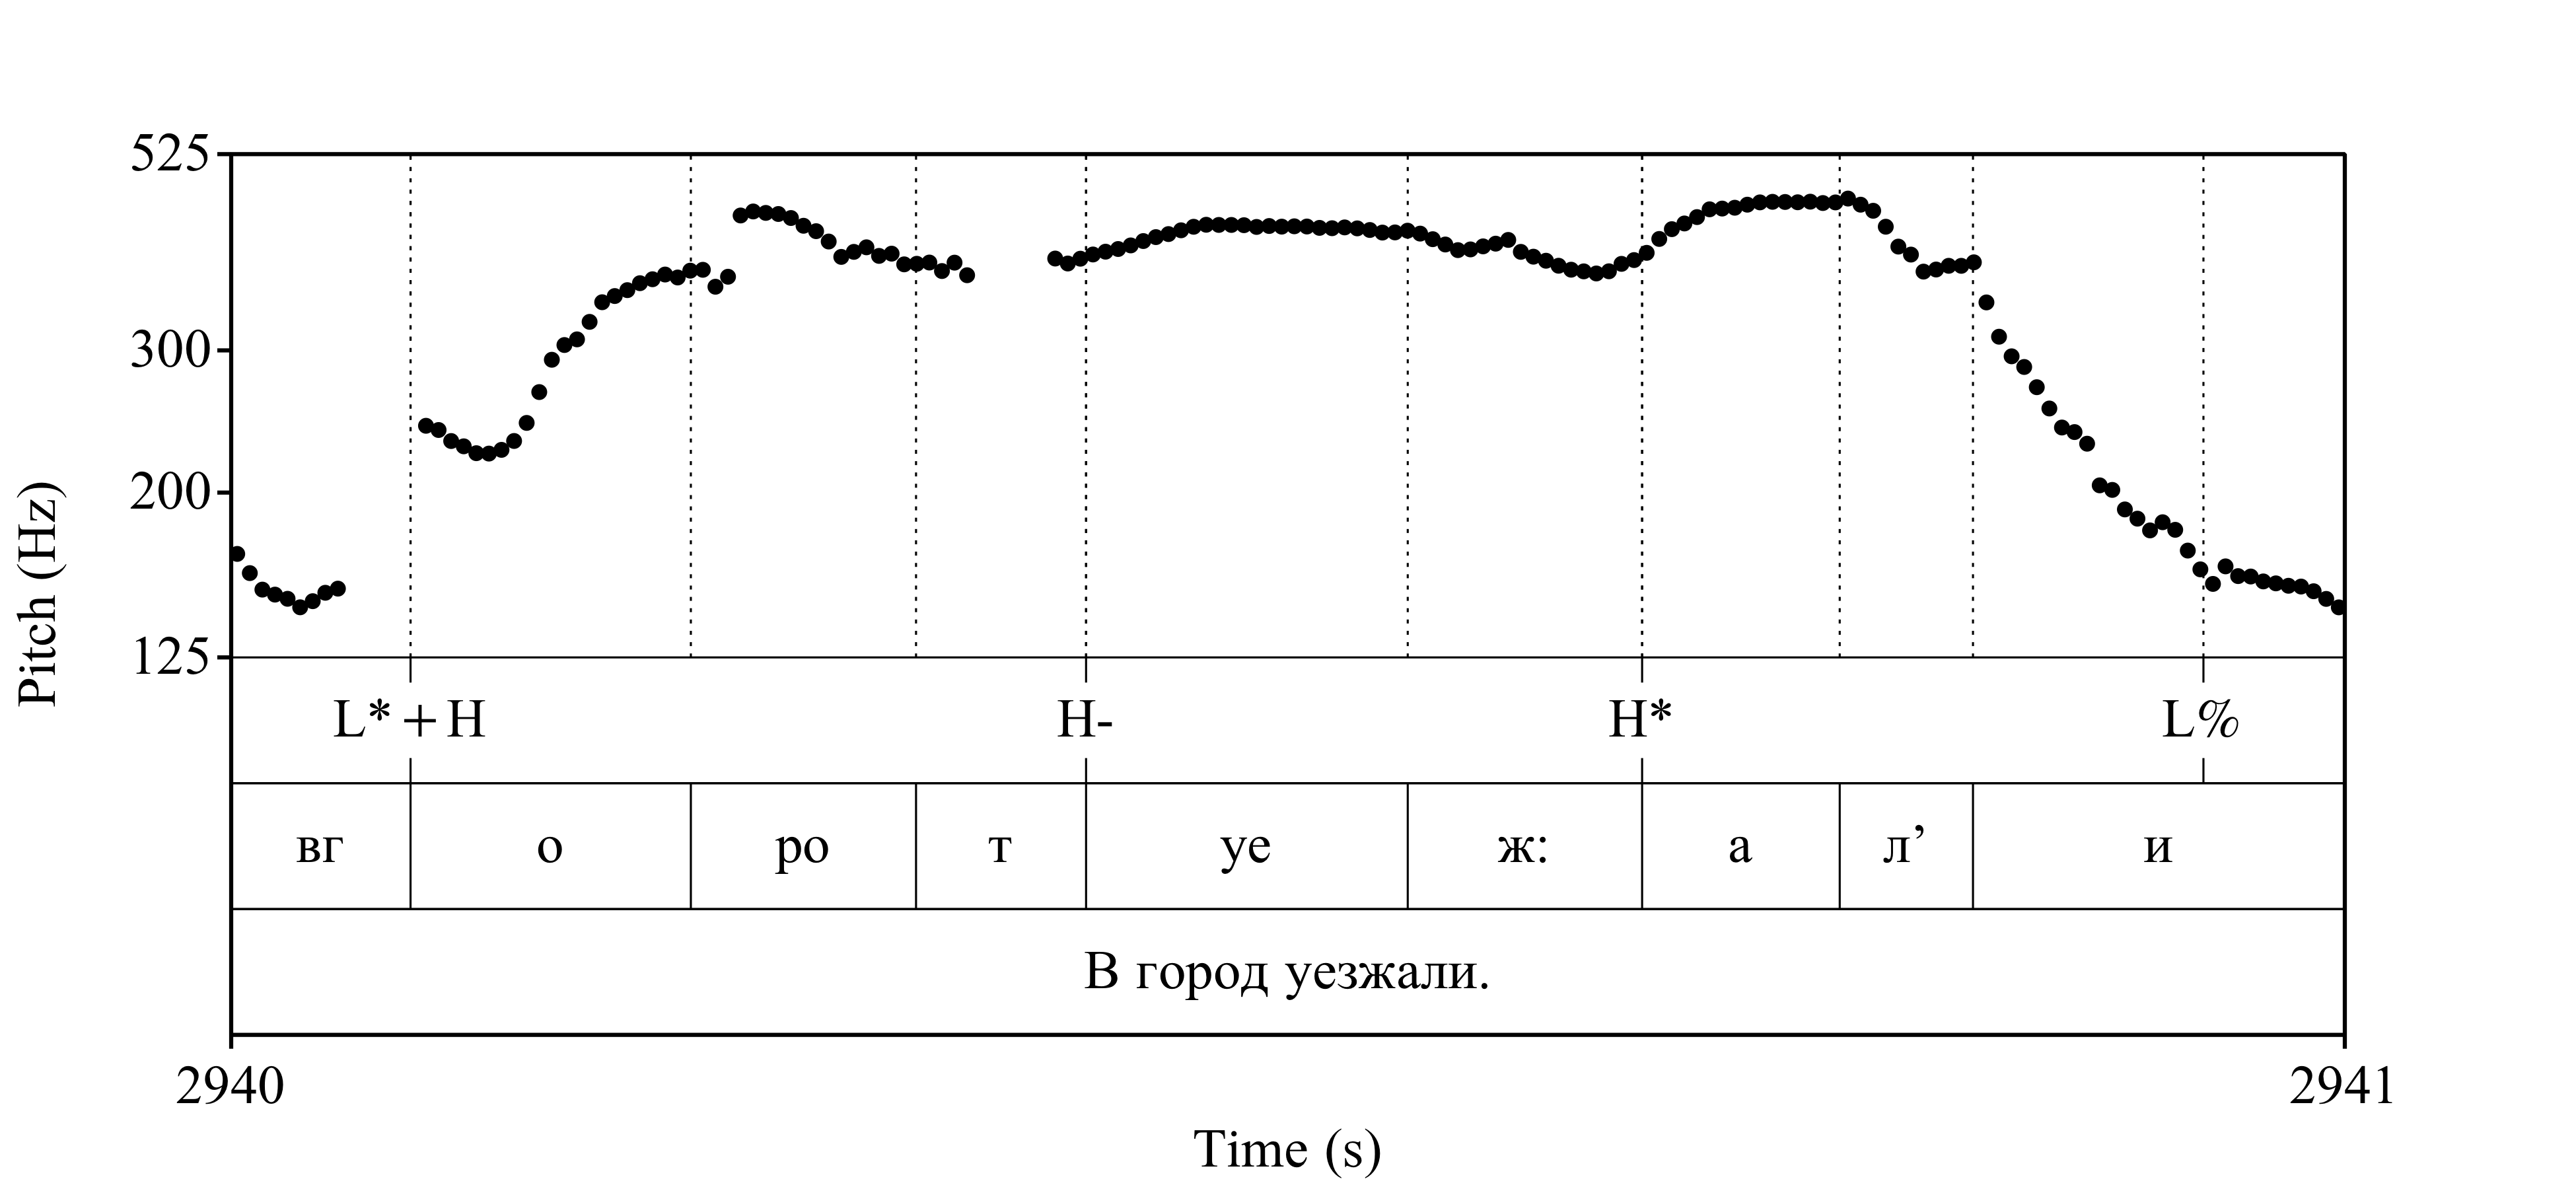 525
300
200
125
Pitch (Hz)
L* + H H- H* L%
вг о ро т уе ж: а л’ и
В город уезжали.
2940 2941
Time (s)